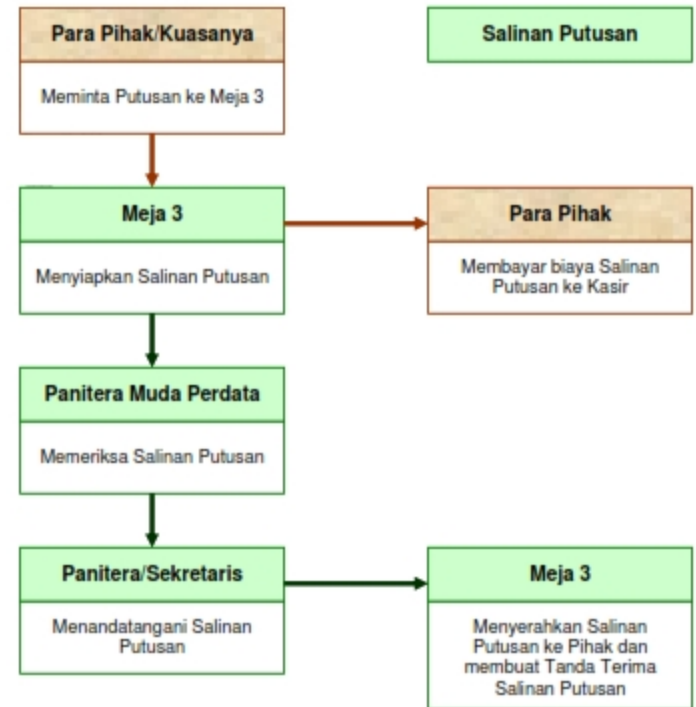 Para Pihak/Kuasanya
Meminta Putusan ke Meja 3
Salinan Putusan
Meja 3
Menyiapkan Salinan Putusan
Para Pihak
Membayar biaya Salinan
Putusan ke Kasir
Panitera Muda Perdata
Memeriksa Salinan Putusan
Panitera/Sekretaris
Menandatangani Salinan
Putusan
Meja 3
Menyerahkan Salinan
Putusan ke Pihak dan
membuat Tanda Terima
Salinan Putusan